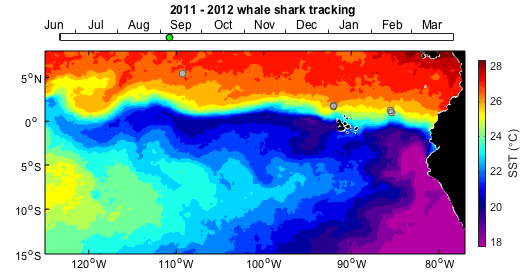 2011 - 2012 whale shark tracking
Jun Jul Aug Sep Oct Nov Dec Jan Feb Mar
5°N
0°
5°S
10°S
15°S
120°W 110°W 100°W 90°W 80°W
28
26
24
22
20
18
SST (°C)